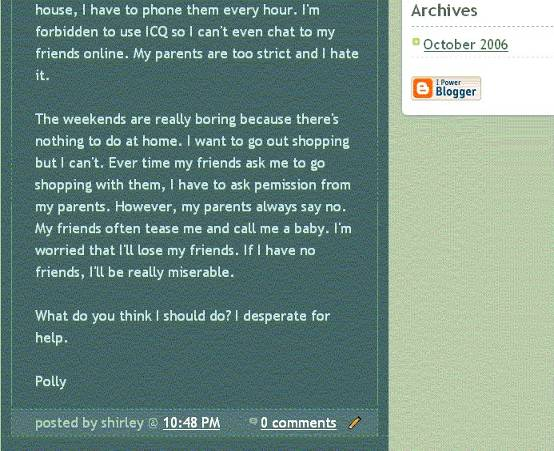 house, I have to phone them every hour. I'm
forbidden to use ICQ so I can't even chat to my
friends online. My parents are too strict and I hate
it.
The weekends are really boring because there's
nothing to do at home. I want to go out shopping
but I can't. Ever time my friends ask me to go
shopping with them, I have to ask pemission from
my parents. However, my parents always say no.
My friends often tease me and call me a baby. I'm
worried that I'll lose my friends. If I have no
friends, I'll be really miserable.
What do you think I should do? I desperate for
help.
Polly
posted by shirley @ 10:48 PM 0 comments
Archives
October 2006
I Power
Blogger